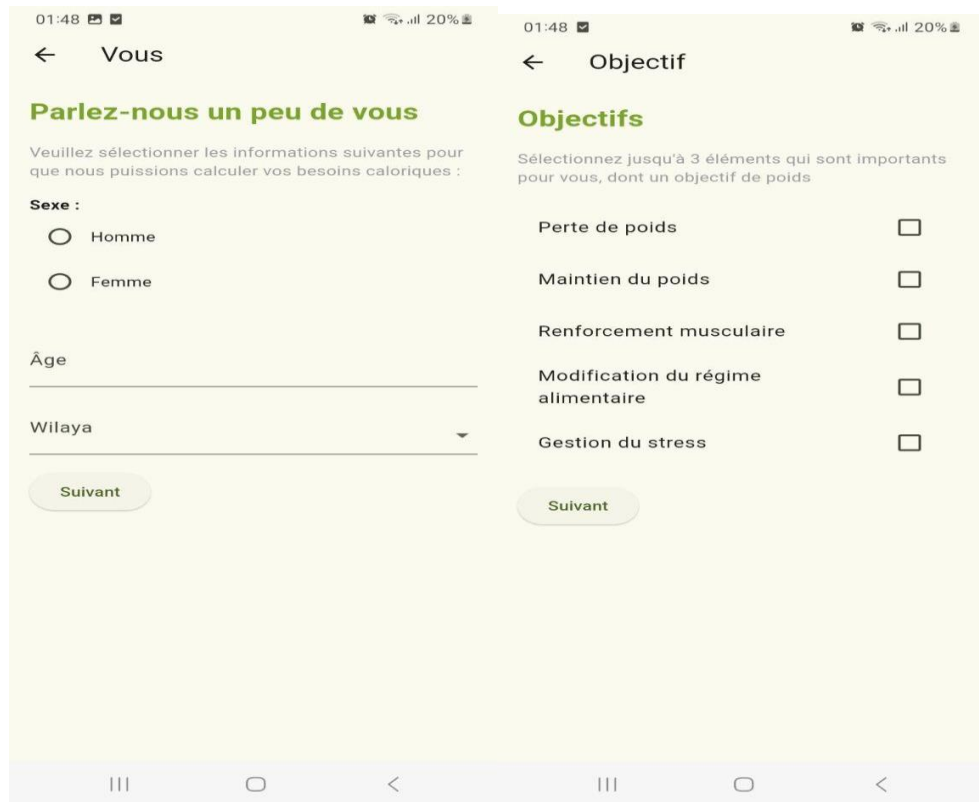 01:48
20%
Vous
Parlez-nous un peu de vous
Veuillez sélectionner les informations suivantes pour
que nous puissions calculer vos besoins caloriques :
Sexe :
Homme
Femme
Âge
Wilaya
Suivant
01:48
20%
Objectif
Objectifs
Sélectionnez jusqu'à 3 éléments qui sont importants
pour vous, dont un objectif de poids
Perte de poids
Maintien du poids
Renforcement musculaire
Modification du régime
alimentaire
Gestion du stress
Suivant